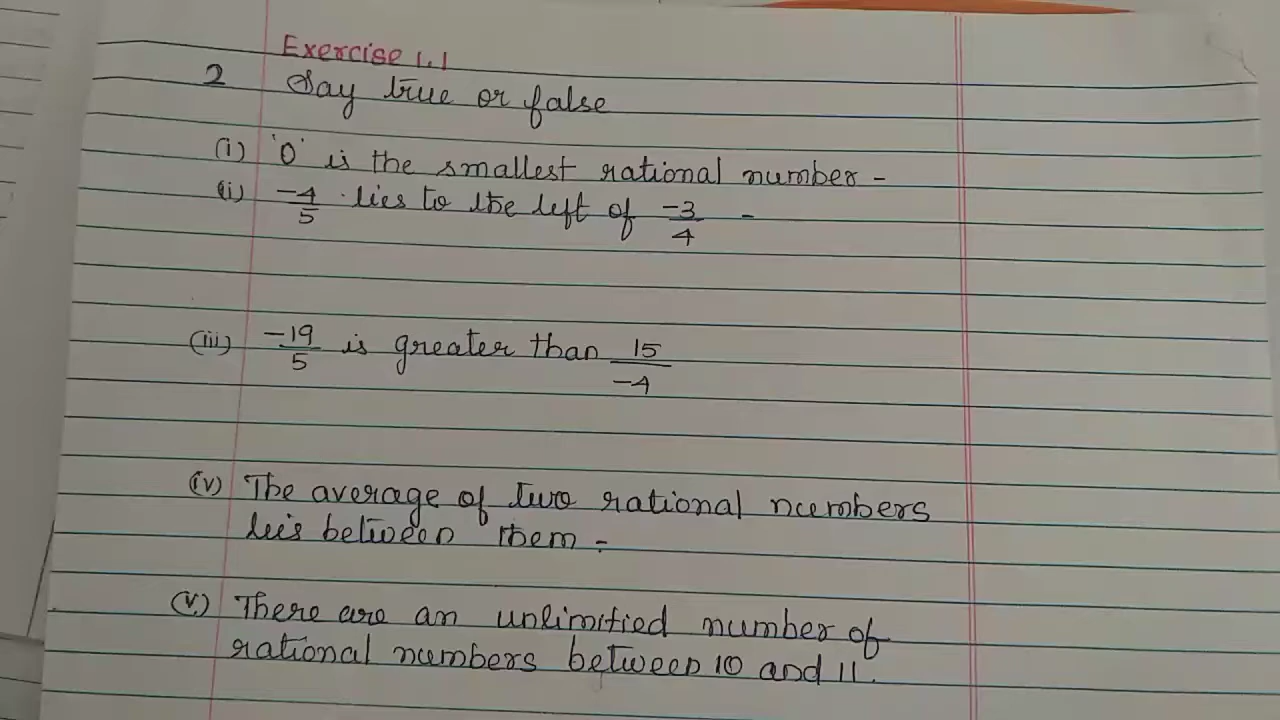 Exercise 1.1
2 Say true or false
(i) '0' is the smallest rational number -
(i) -4/5 . lies to the left of -3/4 -
(iii) -19/5 is greater than 15/-4
(iv) The average of two rational numbers
lies between them -
(v.) There are an unlimified number of
rational numbers between 10 and 11.